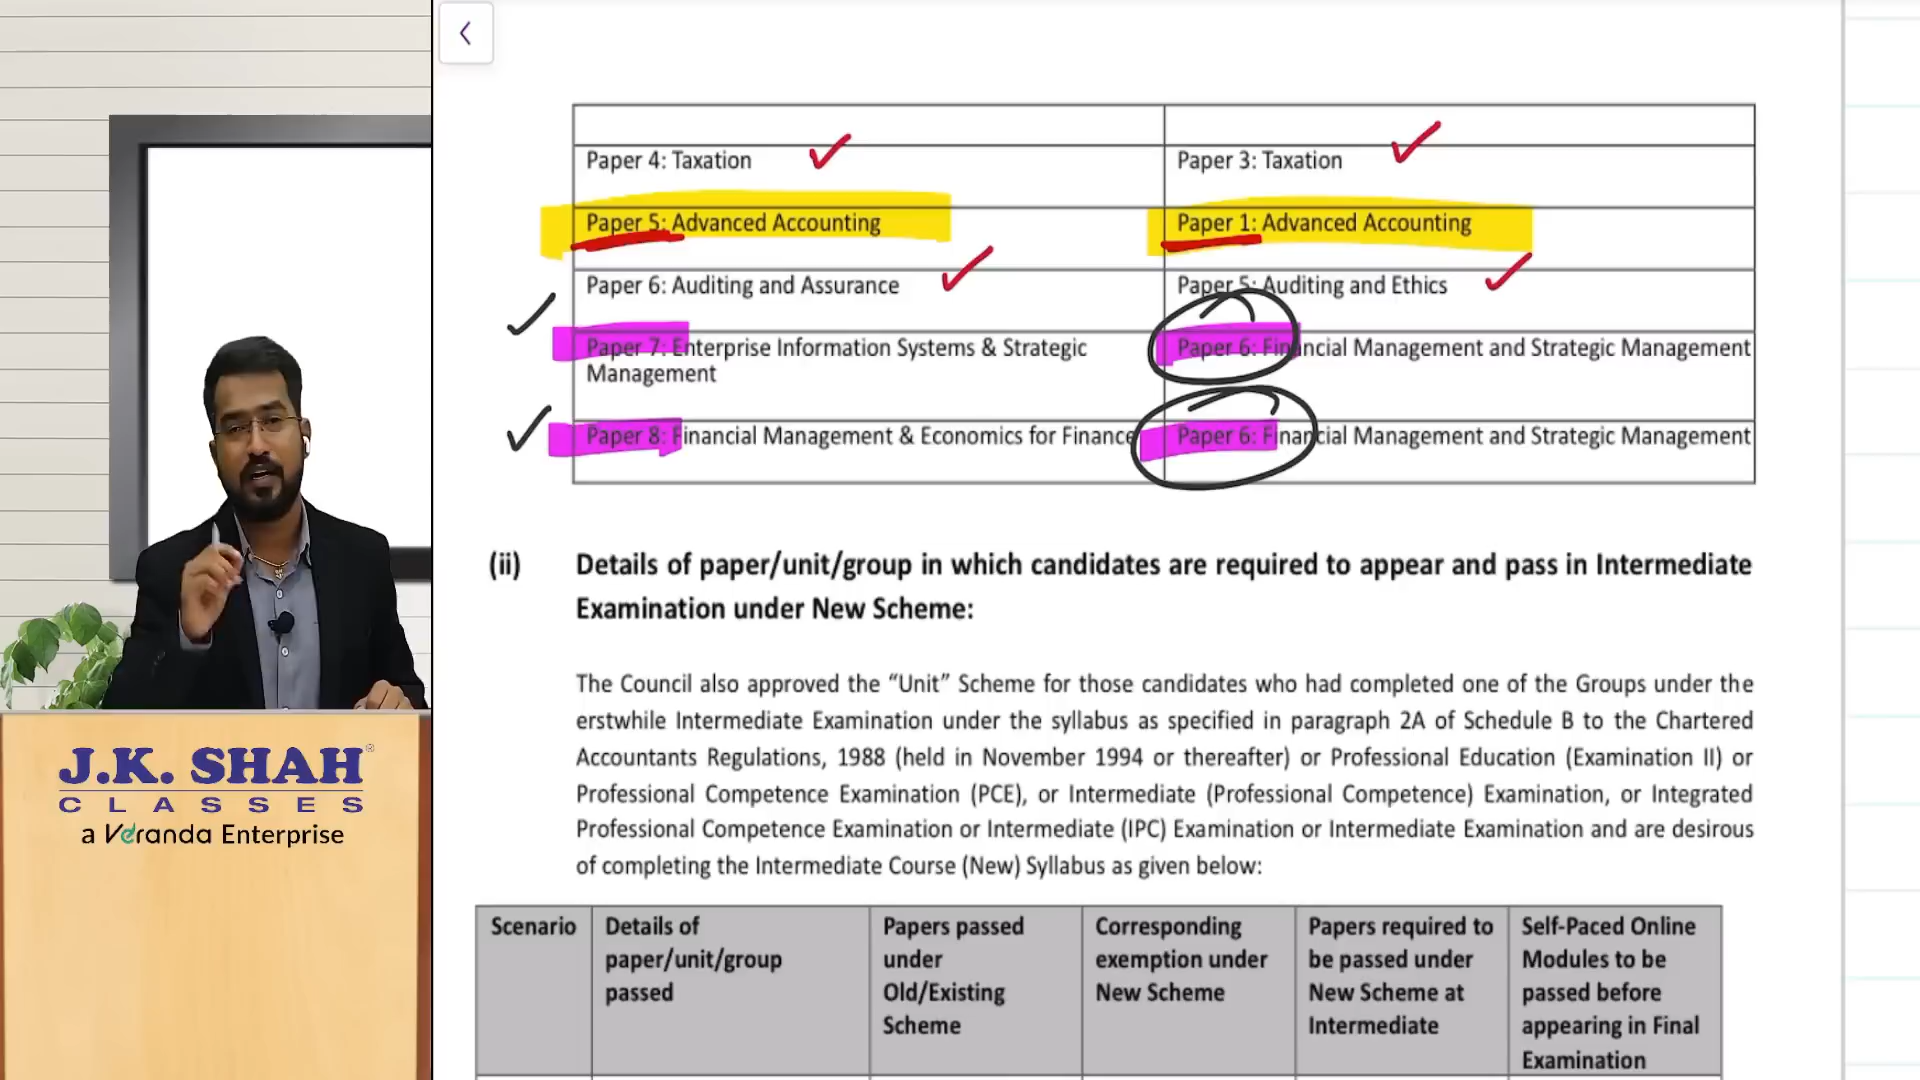 Paper 4: Taxation
Paper 3: Taxation
Paper 5: Advanced Accounting
Paper 1: Advanced Accounting
Paper 6: Auditing and Assurance
Paper 5: Auditing and Ethics
Paper 7: Enterprise Information Systems & Strategic
Management
Paper 6: Financial Management and Strategic Management
Paper 8: Financial Management & Economics for Finance
Paper 6: Financial Management and Strategic Management
(ii) Details of paper/unit/group in which candidates are required to appear and pass in Intermediate
Examination under New Scheme:
The Council also approved the “Unit” Scheme for those candidates who had completed one of the Groups under the
erstwhile Intermediate Examination under the syllabus as specified in paragraph 2A of Schedule B to the Chartered
Accountants Regulations, 1988 (held in November 1994 or thereafter) or Professional Education (Examination II) or
Professional Competence Examination (PCE), or Intermediate (Professional Competence) Examination, or Integrated
Professional Competence Examination or Intermediate (IPC) Examination or Intermediate Examination and are desirous
of completing the Intermediate Course (New) Syllabus as given below:
Scenario
Details of
paper/unit/group
passed
Papers passed
under
Old/Existing
Scheme
Corresponding
exemption under
New Scheme
Papers required to
be passed under
New Scheme at
Intermediate
Self-Paced Online
Modules to be
passed before
appearing in Final
Examination
J.K. SHAH®
CLASSES
a Veranda Enterprise